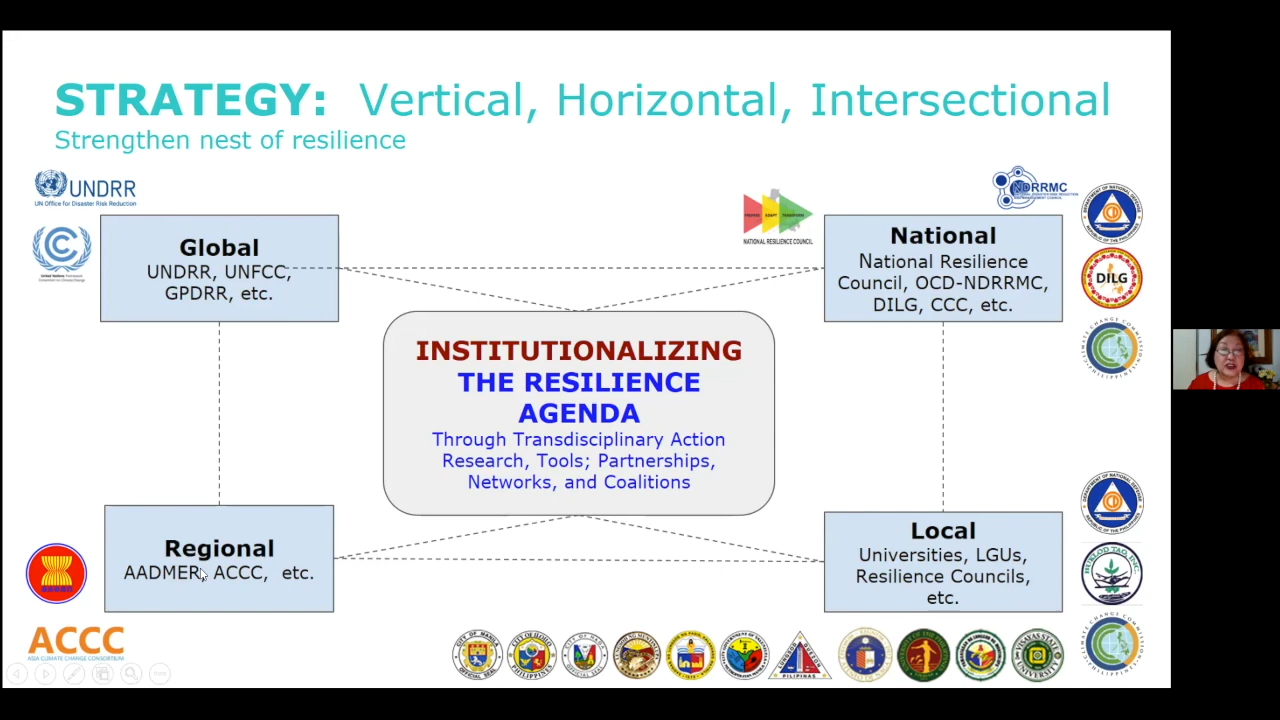 STRATEGY: Vertical, Horizontal, Intersectional
Strengthen nest of resilience
UNDRR
UN Office for Disaster Risk Reduction
NDRRMC
PREPARE ADAPT TRANSFORM
NATIONAL RESILIENCE COUNCIL
Global
UNDRR, UNFCC,
GPDRR, etc.
National
National Resilience
Council, OCD-NDRRMC,
DILG, CCC, etc.
DILG
INSTITUTIONALIZING
THE RESILIENCE
AGENDA
Through Transdisciplinary Action
Research, Tools; Partnerships,
Networks, and Coalitions
Regional
AADMER, ACCC, etc.
Local
Universities, LGUs,
Resilience Councils,
etc.
ACCC
ASIA CLIMATE CHANGE CONSORTIUM